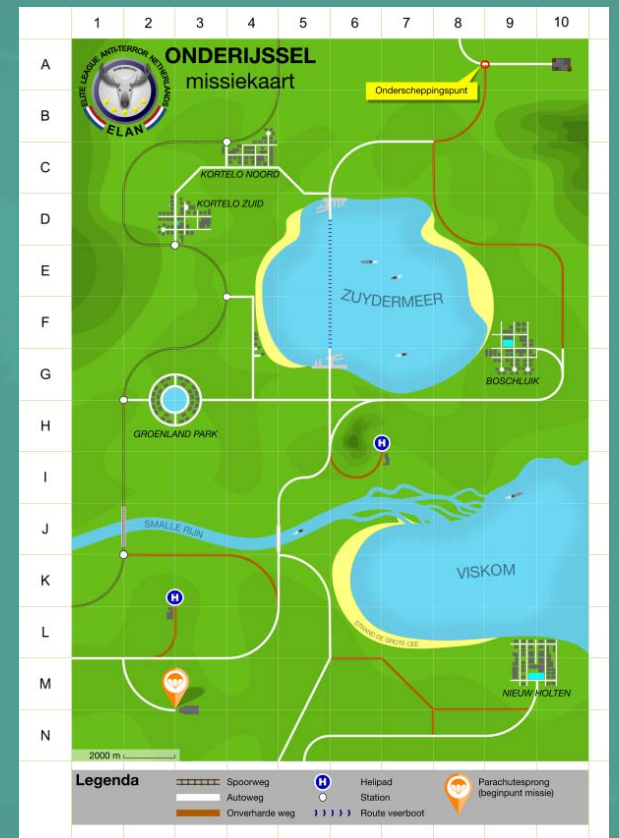 1 2 3 4 5 6 7 8 9 10
A
B
C
D
E
F
G
H
I
J
K
L
M
N
ELITE LEAGUE ANTI-TERROR NETHERLANDS
ELAN
ONDERIJSSEL
missiekaart
Onderscheppingspunt
KORTELO NOORD
KORTELO ZUID
ZUYDERMEER
BOSCHLUIK
GROENLAND PARK
H
SMALLE RIJN
VISKOM
H
STRAND DE GROTE CEE
NIEUW HOLTEN
2000 m
Legenda
Spoorweg
Autoweg
Onverharde weg
H Helipad
Station
Route veerboot
Parachutesprong
(beginpunt missie)